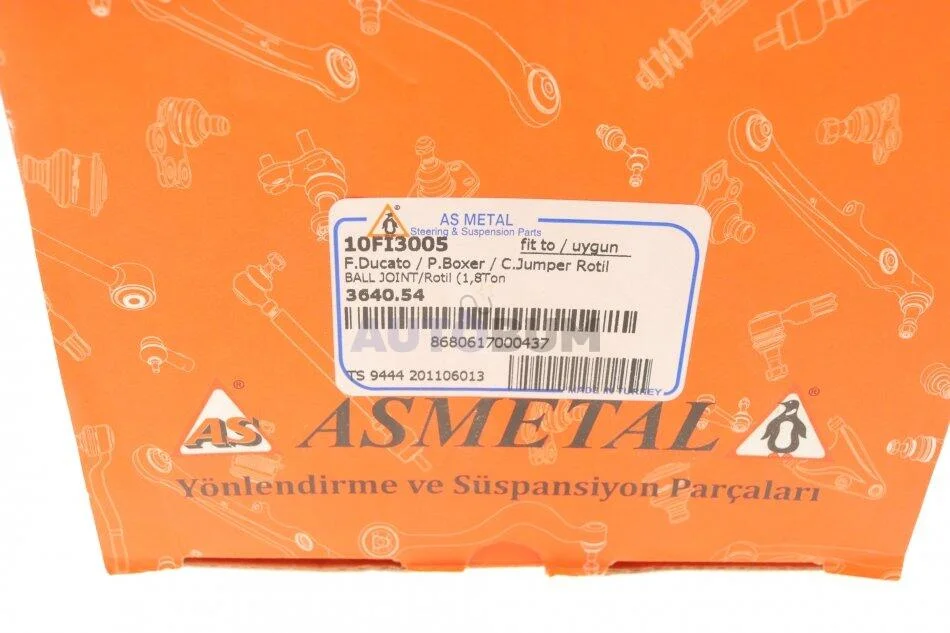 AS METAL
Steering & Suspension Parts
10FI3005 fit to / uygun
F.Ducato / P.Boxer / C.Jumper Rotil
BALL JOINT/Rotil (1,8Ton
3640.54
AUTOZUM
8680617000437
TS 9444 201106013
MADE IN TURKEY
AS ® ASMETAL ®
Yönlendirme ve Süspansiyon Parçaları